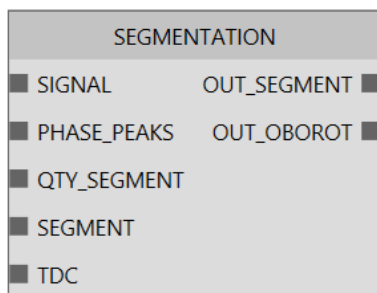 SEGMENTATION
SIGNAL OUT_SEGMENT
PHASE_PEAKS OUT_OBOROT
QTY_SEGMENT
SEGMENT
TDC